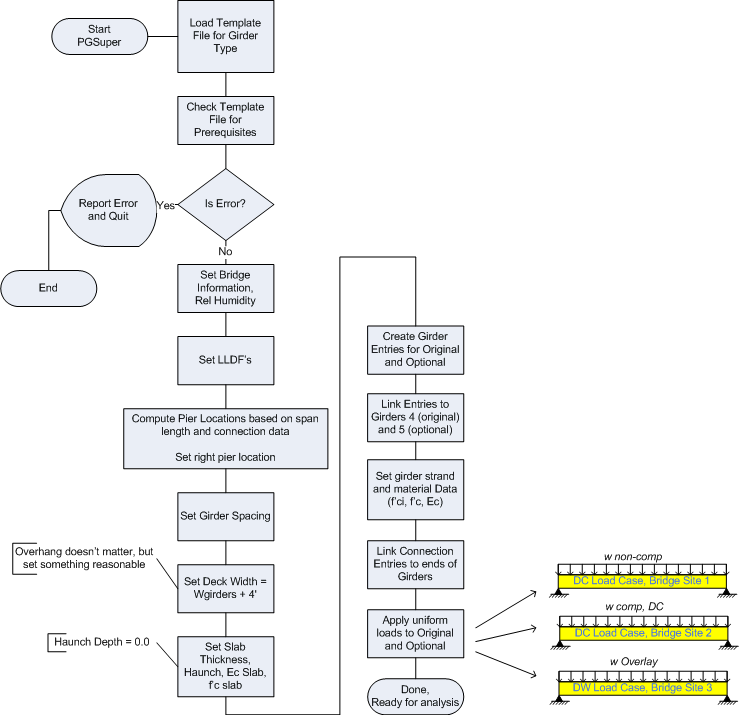 Start
PGSuper
Load Template
File for Girder
Type
Check Template
File for
Prerequisites
Is Error?
Yes
Report Error
and Quit
End
No
Set Bridge
Information,
Rel Humidity
Set LLDF's
Compute Pier Locations based on span
length and connection data
Set right pier location
Set Girder Spacing
Overhang doesn't matter, but
set something reasonable
Set Deck Width =
Wgirders + 4'
Haunch Depth = 0.0
Set Slab
Thickness,
Haunch, Ec Slab,
f'c slab
Create Girder
Entries for Original
and Optional
Link Entries to
Girders 4 (original)
and 5 (optional)
Set girder strand
and material Data
(f'ci, f'c, Ec)
Link Connection
Entries to ends of
Girders
Apply uniform
loads to Original
and Optional
Done,
Ready for analysis
w non-comp
DC Load Case, Bridge Site 1
w comp, DC
DC Load Case, Bridge Site 2
w Overlay
DW Load Case, Bridge Site 3